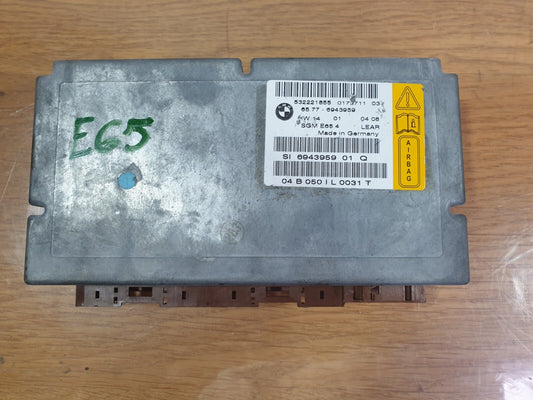 E65
BMW
532221855 0173711 03
65.77 - 6943959
HW:14 01 04 06
SGM E65 4 LEAR
Made in Germany
SI 6943959 01 Q
04 B 050 I L 0031 T
AIRBAG